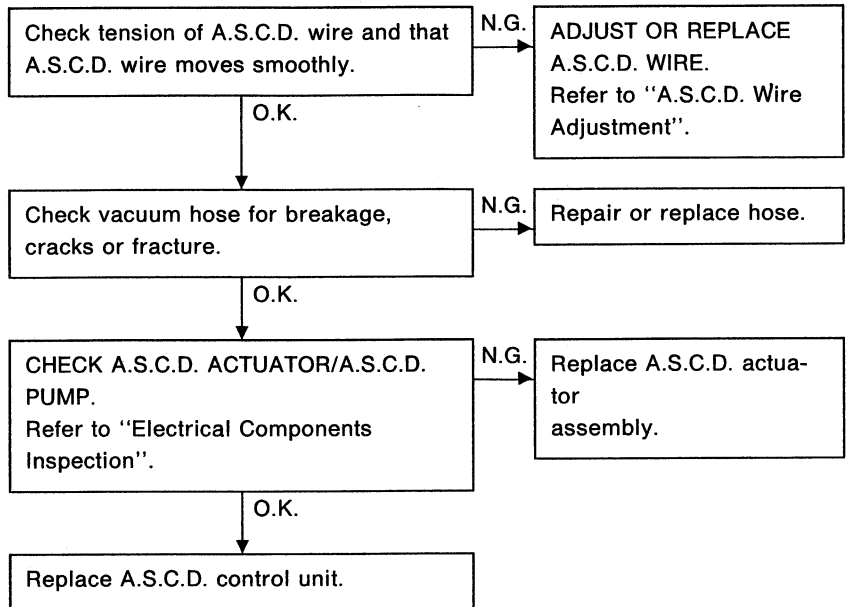 Check tension of A.S.C.D. wire and that
A.S.C.D. wire moves smoothly.
N.G.
ADJUST OR REPLACE
A.S.C.D. WIRE.
Refer to ‘‘A.S.C.D. Wire
Adjustment’’.
O.K.
Check vacuum hose for breakage,
cracks or fracture.
N.G.
Repair or replace hose.
O.K.
CHECK A.S.C.D. ACTUATOR/A.S.C.D.
PUMP.
Refer to ‘‘Electrical Components
Inspection’’.
N.G.
Replace A.S.C.D. actua-
tor
assembly.
O.K.
Replace A.S.C.D. control unit.